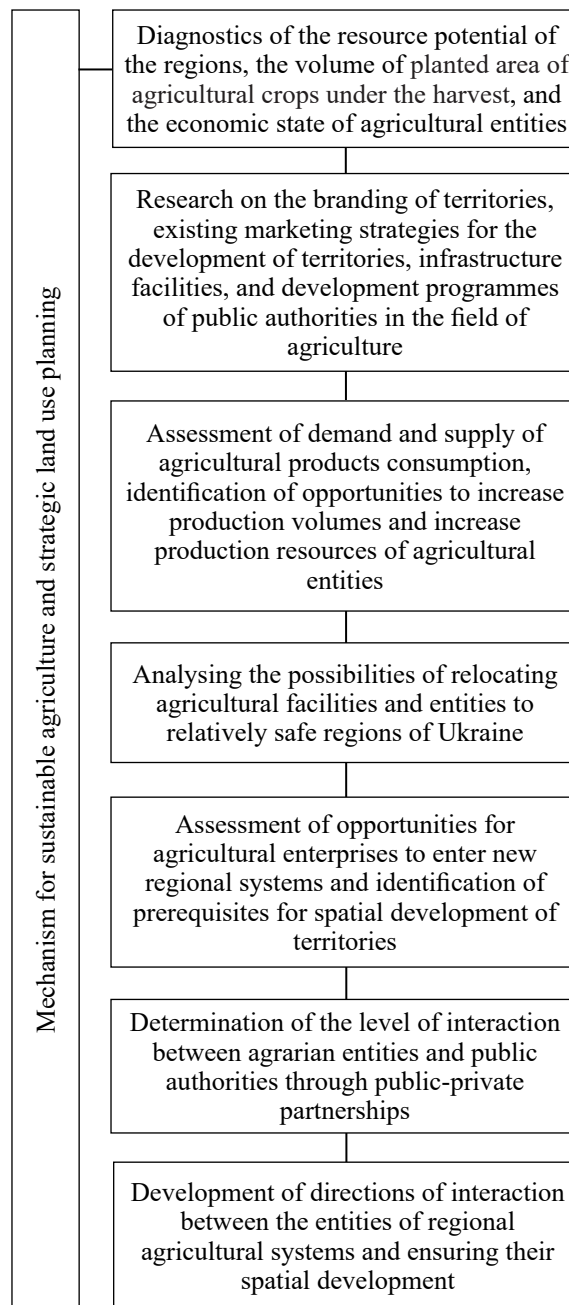 Mechanism for sustainable agriculture and strategic land use planning
Diagnostics of the resource potential of
the regions, the volume of planted area of
agricultural crops under the harvest, and
the economic state of agricultural entities
Research on the branding of territories,
existing marketing strategies for the
development of territories, infrastructure
facilities, and development programmes
of public authorities in the field of
agriculture
Assessment of demand and supply of
agricultural products consumption,
identification of opportunities to increase
production volumes and increase
production resources of agricultural
entities
Analysing the possibilities of relocating
agricultural facilities and entities to
relatively safe regions of Ukraine
Assessment of opportunities for
agricultural enterprises to enter new
regional systems and identification of
prerequisites for spatial development of
territories
Determination of the level of interaction
between agrarian entities and public
authorities through public-private
partnerships
Development of directions of interaction
between the entities of regional
agricultural systems and ensuring their
spatial development